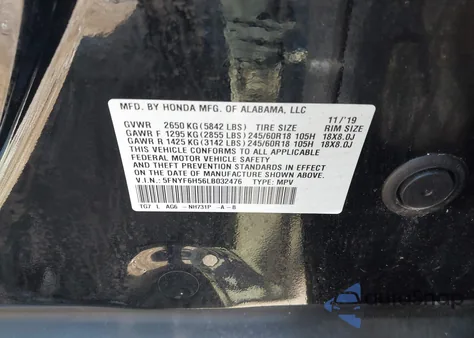 MFD. BY HONDA MFG. OF ALABAMA, LLC
GVWR 2650 KG (5842 LBS) TIRE SIZE 11/'19 RIM SIZE
GAWR F 1295 KG (2855 LBS) 245/60R18 105H 18X8.0J
GAWR R 1425 KG (3142 LBS) 245/60R18 105H 18X8.0J
THIS VEHICLE CONFORMS TO ALL APPLICABLE
FEDERAL MOTOR VEHICLE SAFETY AND THEFT
PREVENTION STANDARDS IN EFFECT ON THE
DATE OF MANUFACTURE SHOWN ABOVE.
V.I.N.: 5FNYF6H56LB032476 TYPE: MPV
TG7 L AG6 -NH731P -A-B